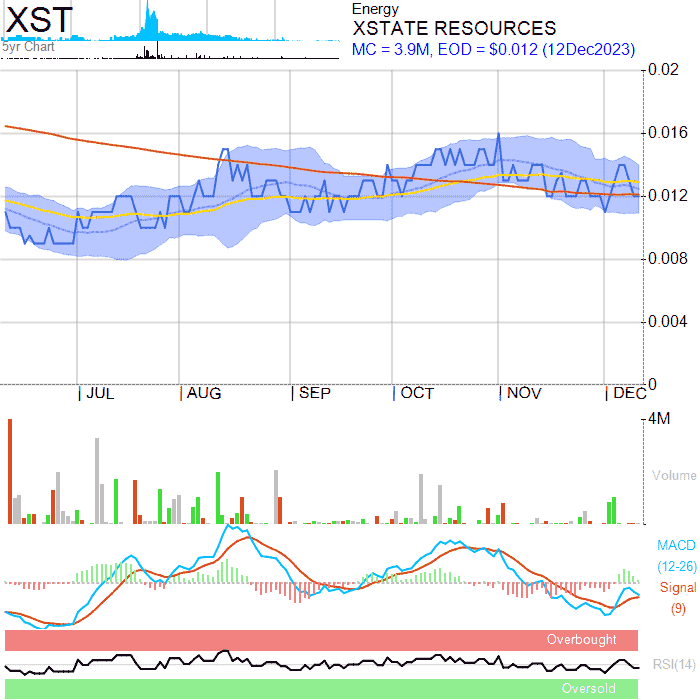 XST
5yr Chart
Energy
XSTATE RESOURCES
MC = 3.9M, EOD = $0.012 (12Dec2023)
0.02
0.016
0.012
0.008
0.004
0
JUL AUG SEP OCT NOV DEC
4M
Volume
MACD
(12-26)
Signal
(9)
Overbought
RSI(14)
Oversold